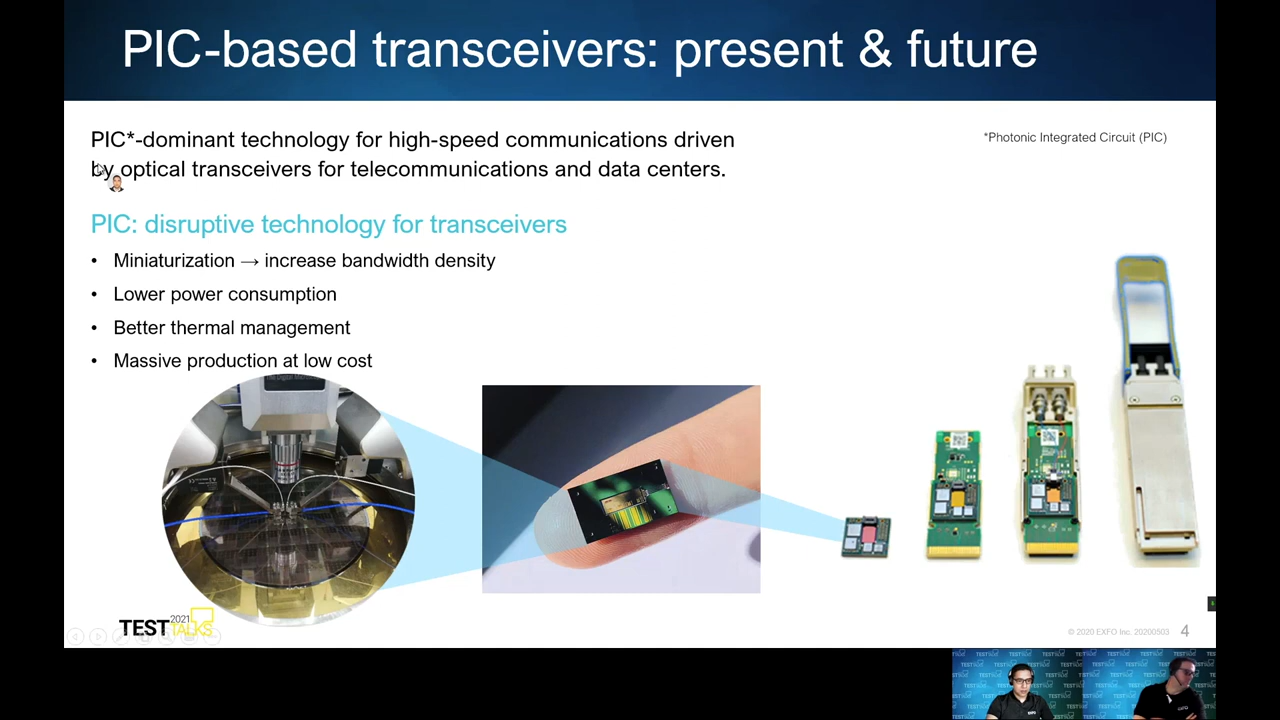 PIC-based transceivers: present & future
PIC*-dominant technology for high-speed communications driven
by optical transceivers for telecommunications and data centers.
*Photonic Integrated Circuit (PIC)
PIC: disruptive technology for transceivers
• Miniaturization → increase bandwidth density
• Lower power consumption
• Better thermal management
• Massive production at low cost
TEST 2021
TALKS
© 2020 EXFO Inc. 20200503 4
EXFO
EXFO